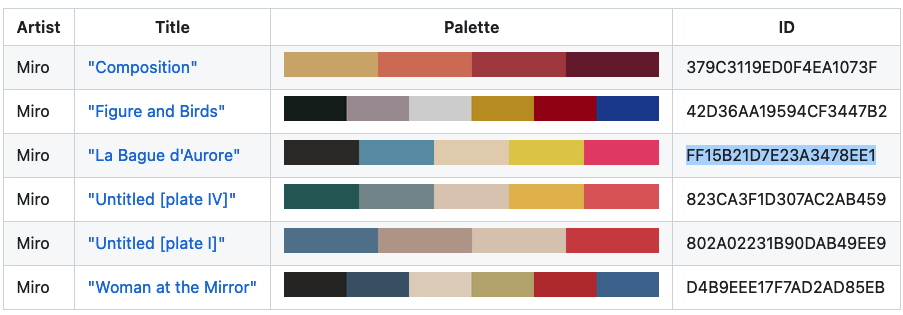 Artist Title Palette ID
Miro "Composition" 379C3119ED0F4EA1073F
Miro "Figure and Birds" 42D36AA19594CF3447B2
Miro "La Bague d'Aurore" FF15B21D7E23A3478EE1
Miro "Untitled [plate IV]" 823CA3F1D307AC2AB459
Miro "Untitled [plate I]" 802A02231B90DAB49EE9
Miro "Woman at the Mirror" D4B9EEE17F7AD2AD85EB